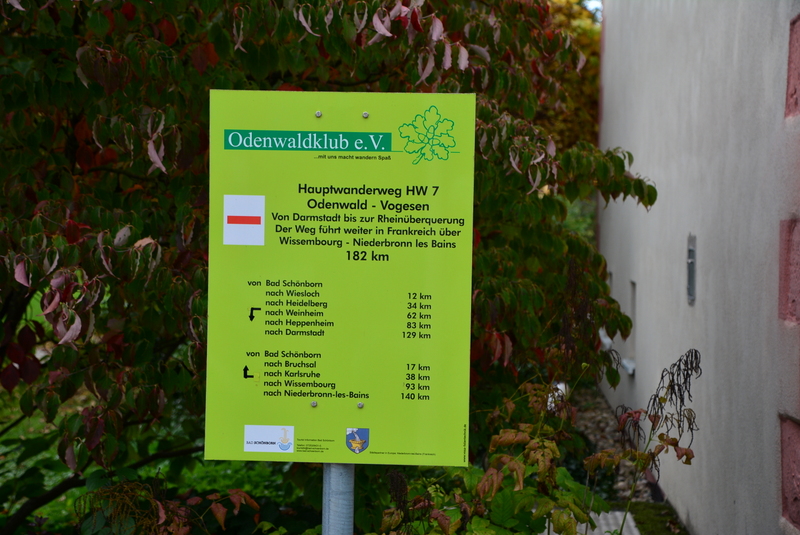 Odenwaldklub e.V.
...mit uns macht wandern Spaß
Hauptwanderweg HW 7
Odenwald - Vogesen
Von Darmstadt bis zur Rheinüberquerung
Der Weg führt weiter in Frankreich über
Wissembourg - Niederbronn les Bains
182 km
von Bad Schönborn
nach Wiesloch 12 km
nach Heidelberg 34 km
nach Weinheim 62 km
nach Heppenheim 83 km
nach Darmstadt 129 km
von Bad Schönborn
nach Bruchsal 17 km
nach Karlsruhe 38 km
nach Wissembourg 93 km
nach Niederbronn-les-Bains 140 km
BAD SCHÖNBORN